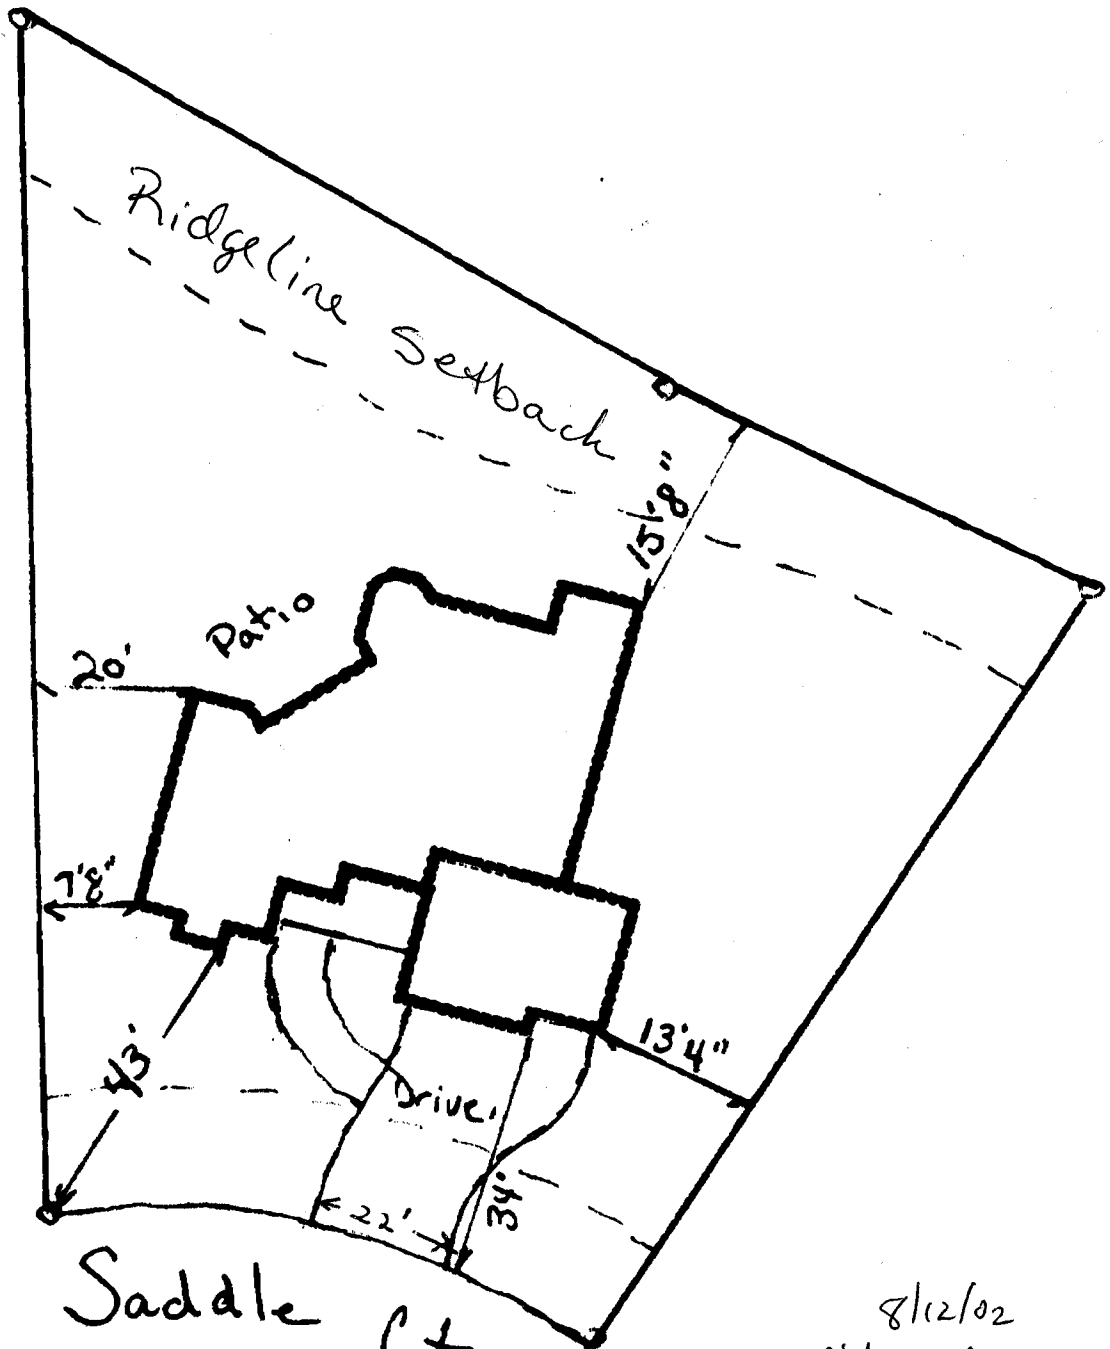 Ridgeline Setback
15'8"
Patio
20'
7'8"
43'
13'4"
Drive
34'
22'
Saddle
Ct
8/12/02